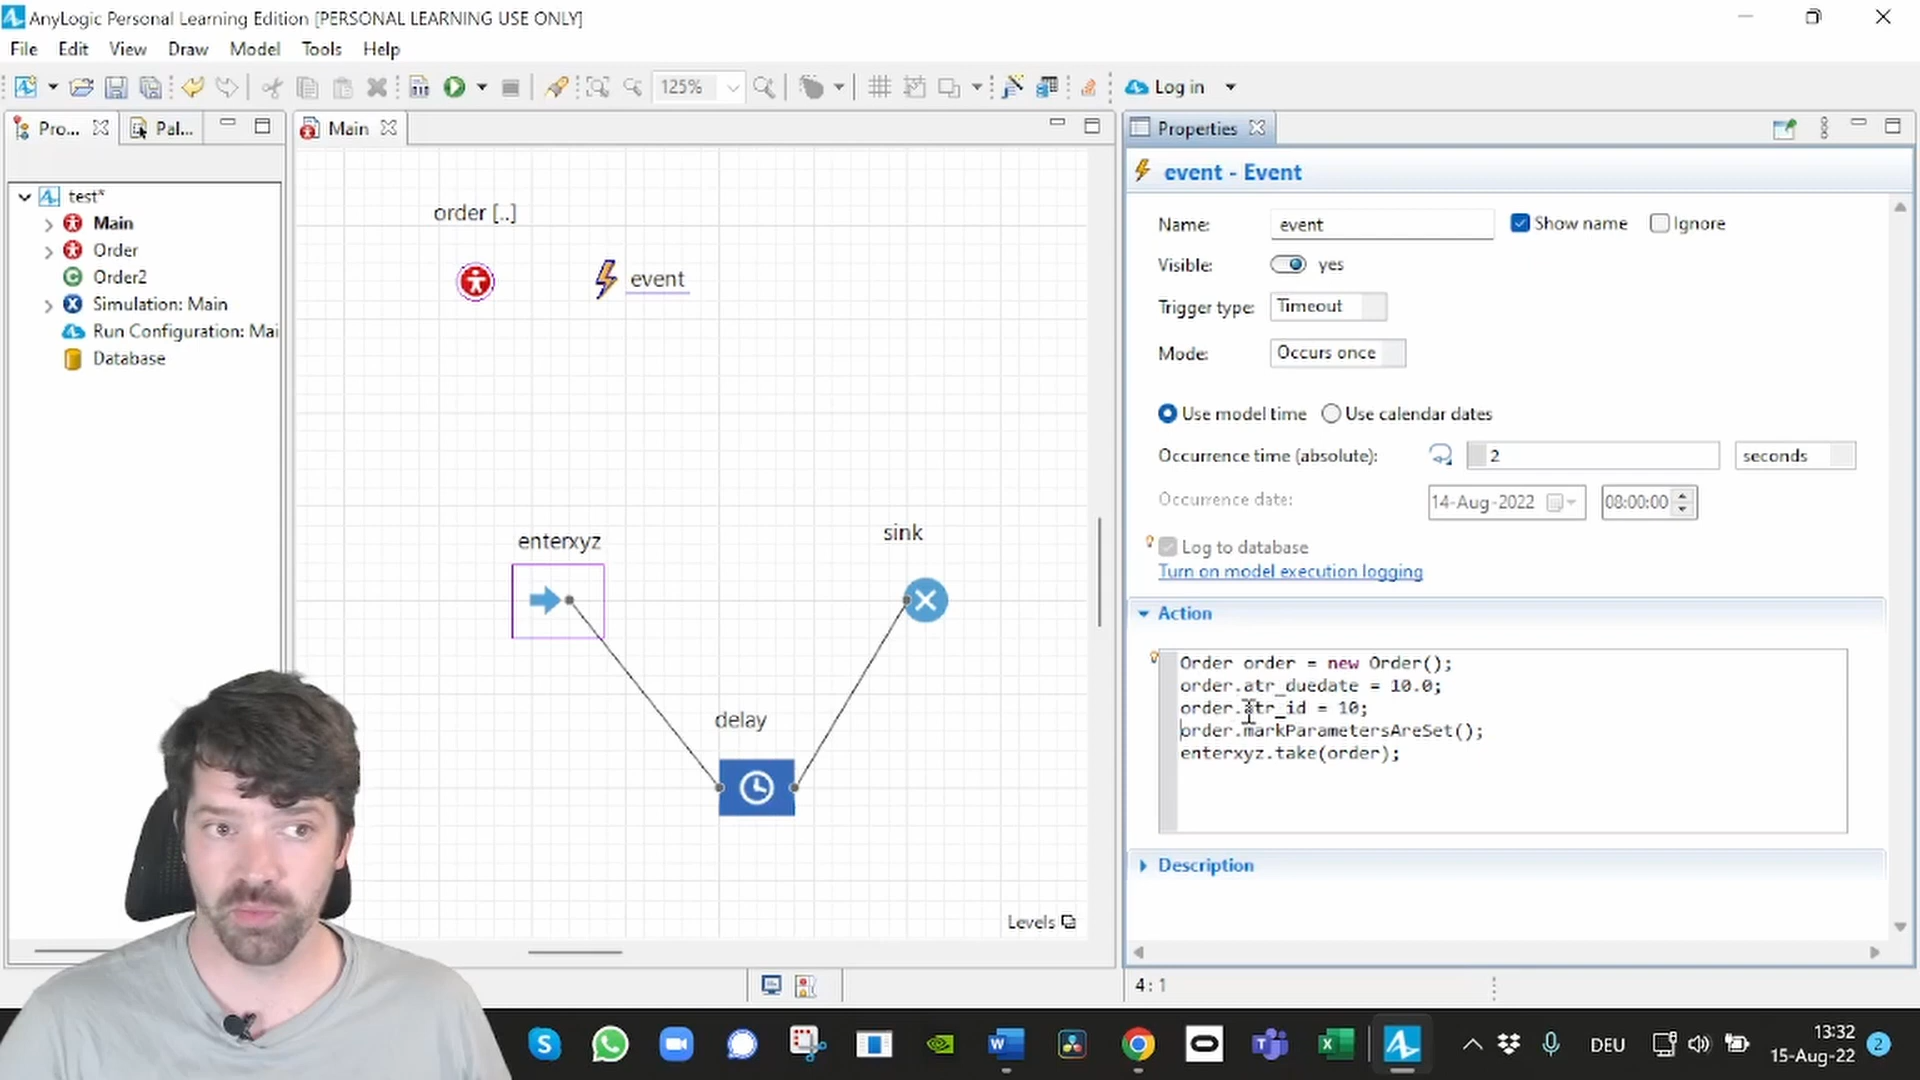 AnyLogic Personal Learning Edition [PERSONAL LEARNING USE ONLY]
File Edit View Draw Model Tools Help
125%
Log in
Pro... Pal...
Main
Properties
test*
Main
Order
Order2
Simulation: Main
Run Configuration: Mai
Database
order [..]
event
enterxyz
sink
delay
Levels
event - Event
Name: event Show name Ignore
Visible: yes
Trigger type: Timeout
Mode: Occurs once
Use model time Use calendar dates
Occurrence time (absolute): 2 seconds
Occurrence date: 14-Aug-2022 08:00:00
Log to database
Turn on model execution logging
Action
Order order = new Order();
order.atr_duedate = 10.0;
order.atr_id = 10;
order.markParametersAreSet();
enterxyz.take(order);
Description
4 : 1
DEU
13:32
15-Aug-22
2